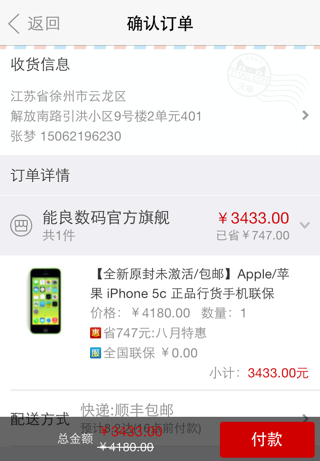 返回
确认订单
收货信息
江苏省徐州市云龙区
解放南路引洪小区9号楼2单元401
张梦 15062196230
订单详情
能良数码官方旗舰
￥3433.00
共1件
已省￥747.00
【全新原封未激活/包邮】Apple/苹
果 iPhone 5c 正品行货手机联保
价格：￥4180.00 数量：1
惠 省747元:八月特惠
服 全国联保 ￥0.00
小计：3433.00元
配送方式
快递:顺丰包邮
总金额
￥3433.00
￥4180.00
付款